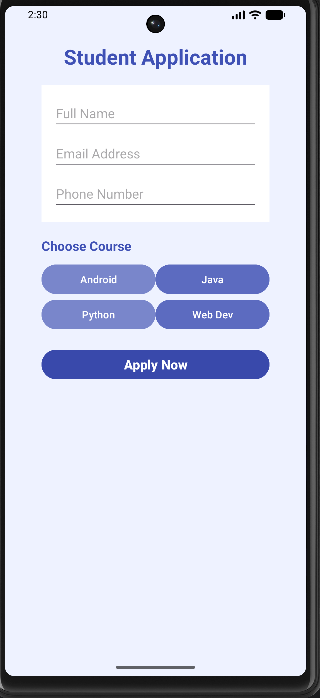 2:30
Student Application
Full Name
Email Address
Phone Number
Choose Course
Android Java
Python Web Dev
Apply Now